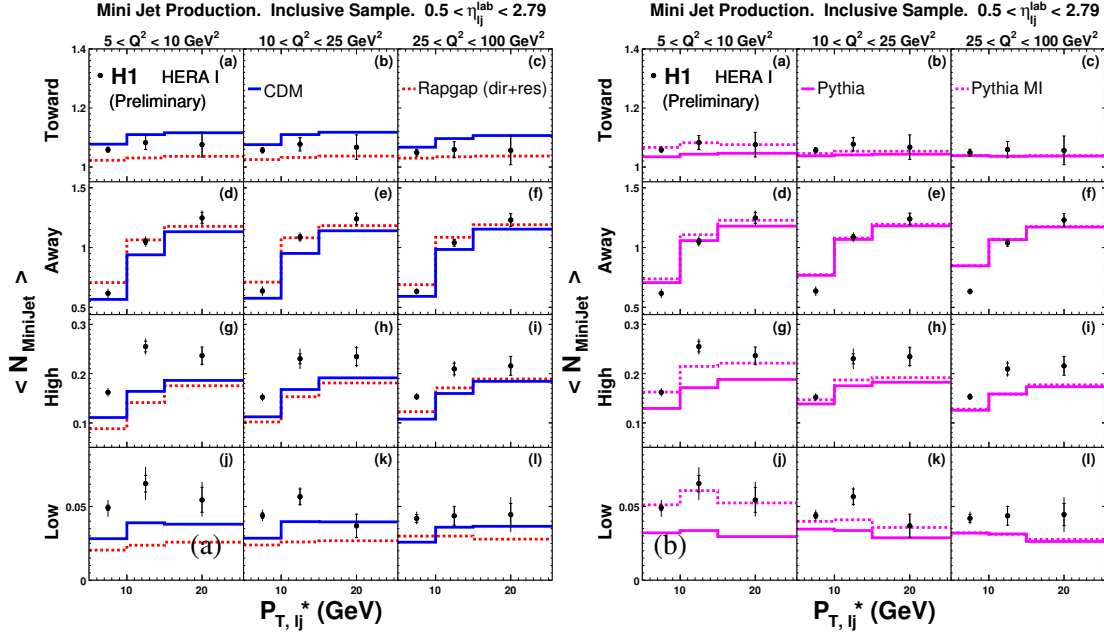 Mini Jet Production. Inclusive Sample. 0.5 < η_lj^lab < 2.79
5 < Q² < 10 GeV² 10 < Q² < 25 GeV² 25 < Q² < 100 GeV²
(a) (b) (c)
H1 HERA I
(Preliminary)
CDM
Rapgap (dir+res)
Toward
1.4
1.2
1
(d) (e) (f)
Away
1.5
1
0.5
(g) (h) (i)
High
0.3
0.2
0.1
(j) (k) (l)
Low
0.05
0
< N_MiniJet >
10 20 10 20 10 20
P_T, lj* (GeV)
(a)
Mini Jet Production. Inclusive Sample. 0.5 < η_lj^lab < 2.79
5 < Q² < 10 GeV² 10 < Q² < 25 GeV² 25 < Q² < 100 GeV²
(a) (b) (c)
H1 HERA I
(Preliminary)
Pythia
Pythia MI
Toward
1.4
1.2
1
(d) (e) (f)
Away
1.5
1
0.5
(g) (h) (i)
High
0.3
0.2
0.1
(j) (k) (l)
Low
0.05
0
< N_MiniJet >
10 20 10 20 10 20
P_T, lj* (GeV)
(b)